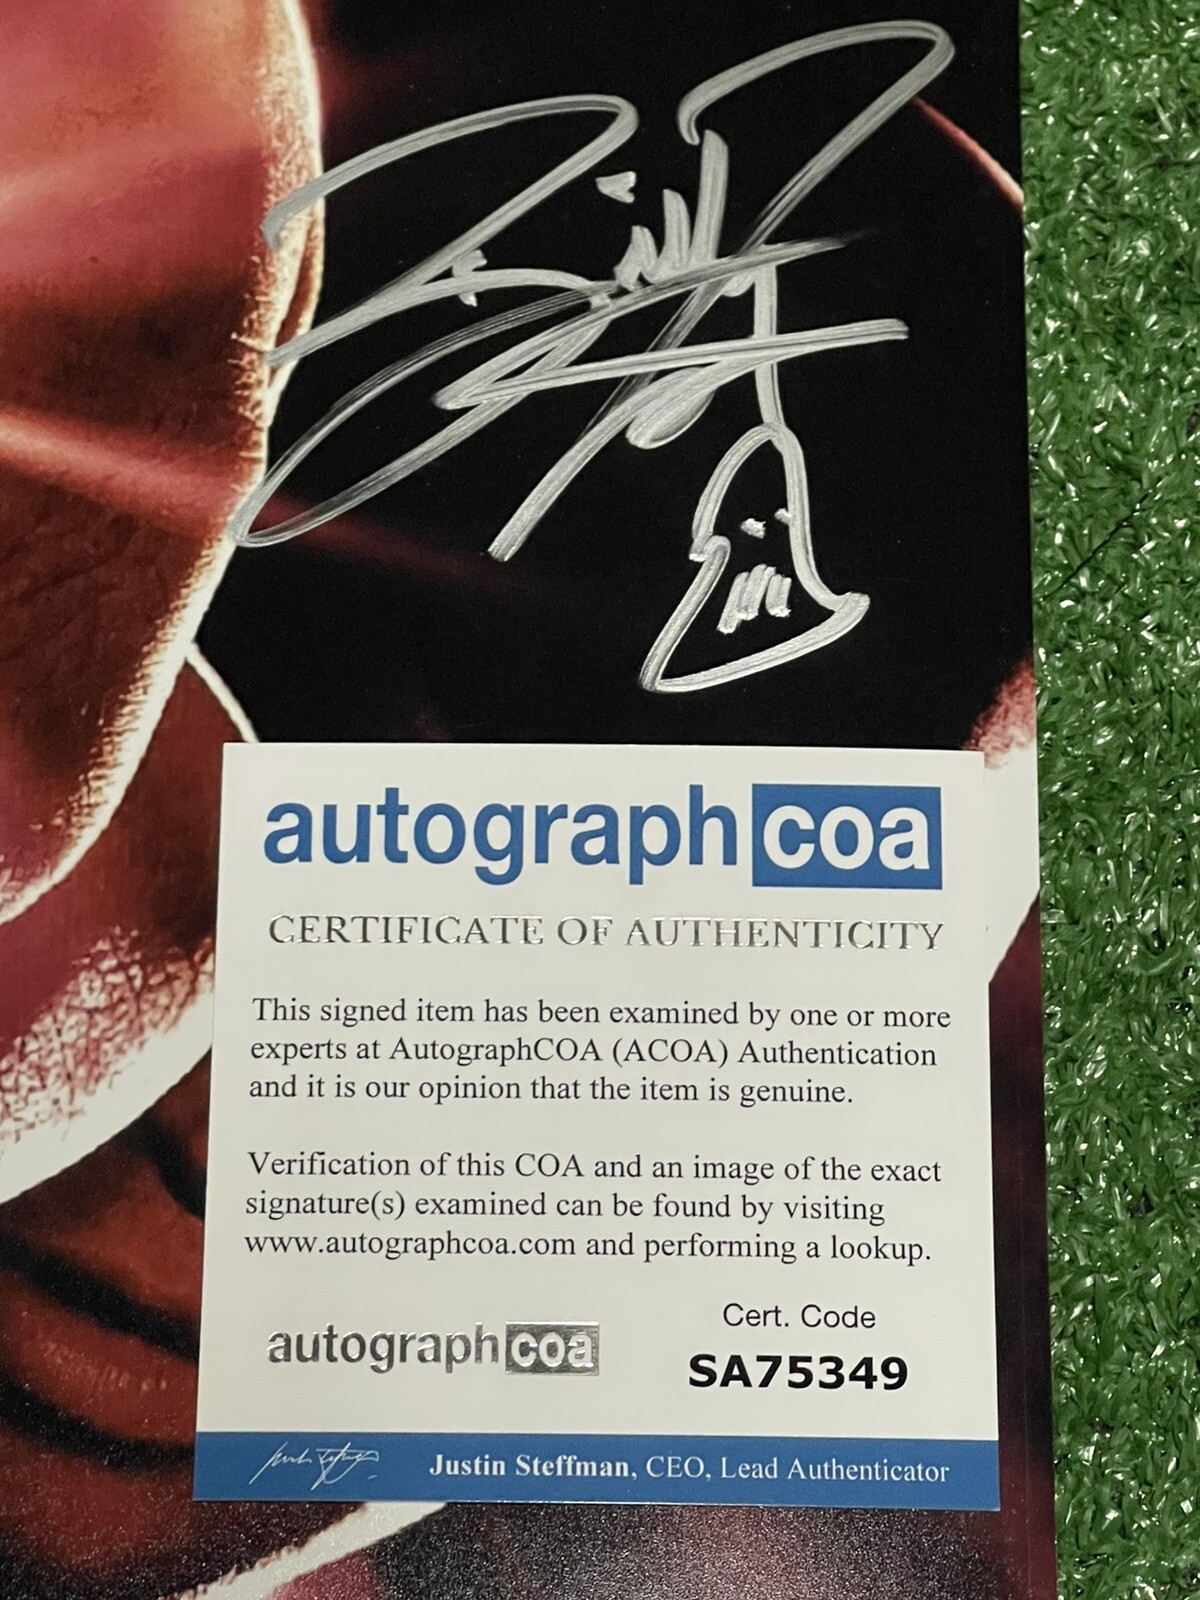 autographcoa
CERTIFICATE OF AUTHENTICITY
This signed item has been examined by one or more
experts at AutographCOA (ACOA) Authentication
and it is our opinion that the item is genuine.
Verification of this COA and an image of the exact
signature(s) examined can be found by visiting
www.autographcoa.com and performing a lookup.
Cert. Code
autographcoa
SA75349
Justin Steffman, CEO, Lead Authenticator